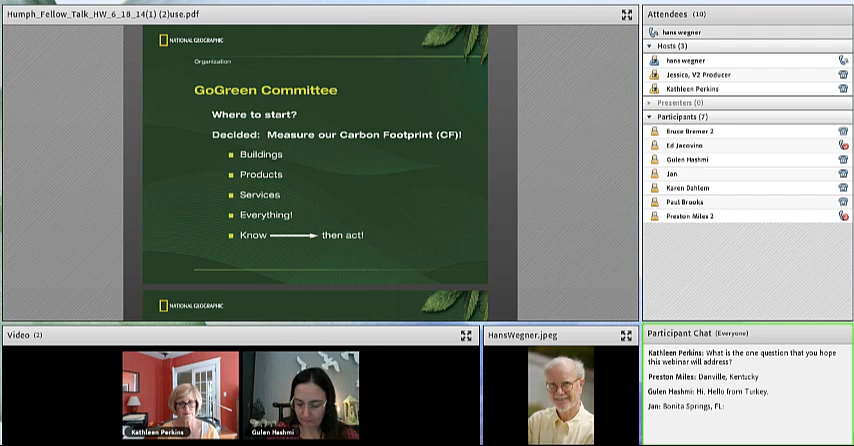 Humph_Fellow_Talk_HW_6_18_14(1) (2)use.pdf
NATIONAL GEOGRAPHIC
Organization
GoGreen Committee
Where to start?
Decided: Measure our Carbon Footprint (CF)!
Buildings
Products
Services
Everything!
Know then act!
NATIONAL GEOGRAPHIC
Attendees (10)
hans wegner
Hosts (3)
hans wegner
Jessica, V2 Producer
Kathleen Perkins
Presenters (0)
Participants (7)
Bruce Bremer 2
Ed Jacovino
Gulen Hashmi
Jan
Karen Dahlem
Paul Brooks
Preston Miles 2
Video (2)
Kathleen Perkins
Gulen Hashmi
HansWegner.jpeg
Participant Chat (Everyone)
Kathleen Perkins: What is the one question that you hope
this webinar will address?
Preston Miles: Danville, Kentucky
Gulen Hashmi: Hi, Hello from Turkey,
Jan: Bonita Springs, FL: